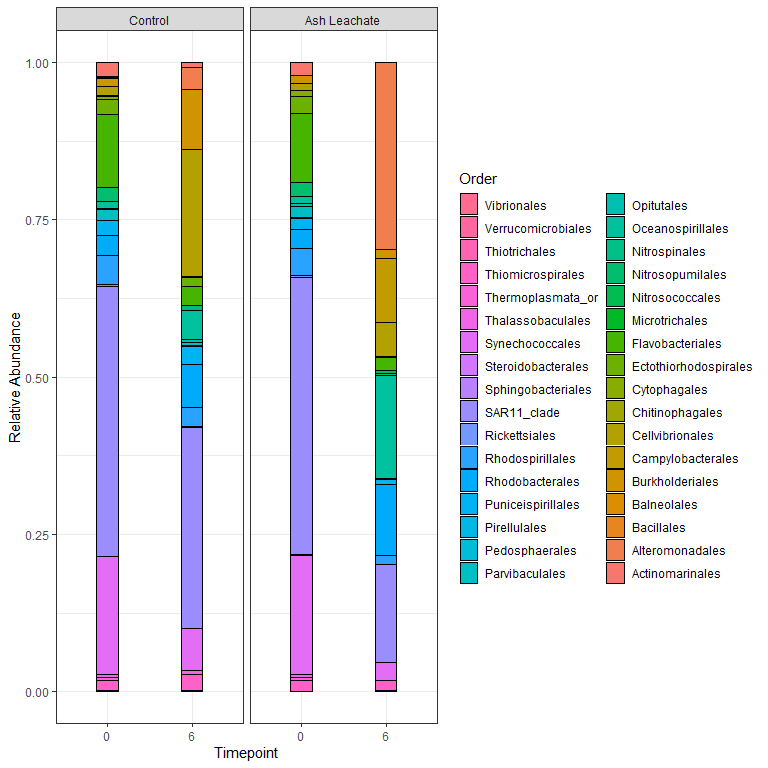 Control
Ash Leachate
1.00
0.75
0.50
0.25
0.00
Relative Abundance
0
6
0
6
Timepoint
Order
Vibrionales
Verrucomicrobiales
Thiotrichales
Thiomicrospirales
Thermoplasmata_or
Thalassobaculales
Synechococcales
Steroidobacterales
Sphingobacteriales
SAR11_clade
Rickettsiales
Rhodospirillales
Rhodobacterales
Puniceispirillales
Pirellulales
Pedosphaerales
Parvibaculales
Opitutales
Oceanospirillales
Nitrospinales
Nitrosopumilales
Nitrosococcales
Microtrichales
Flavobacteriales
Ectothiorhodospirales
Cytophagales
Chitinophagales
Cellvibrionales
Campylobacterales
Burkholderiales
Balneolales
Bacillales
Alteromonadales
Actinomarinales